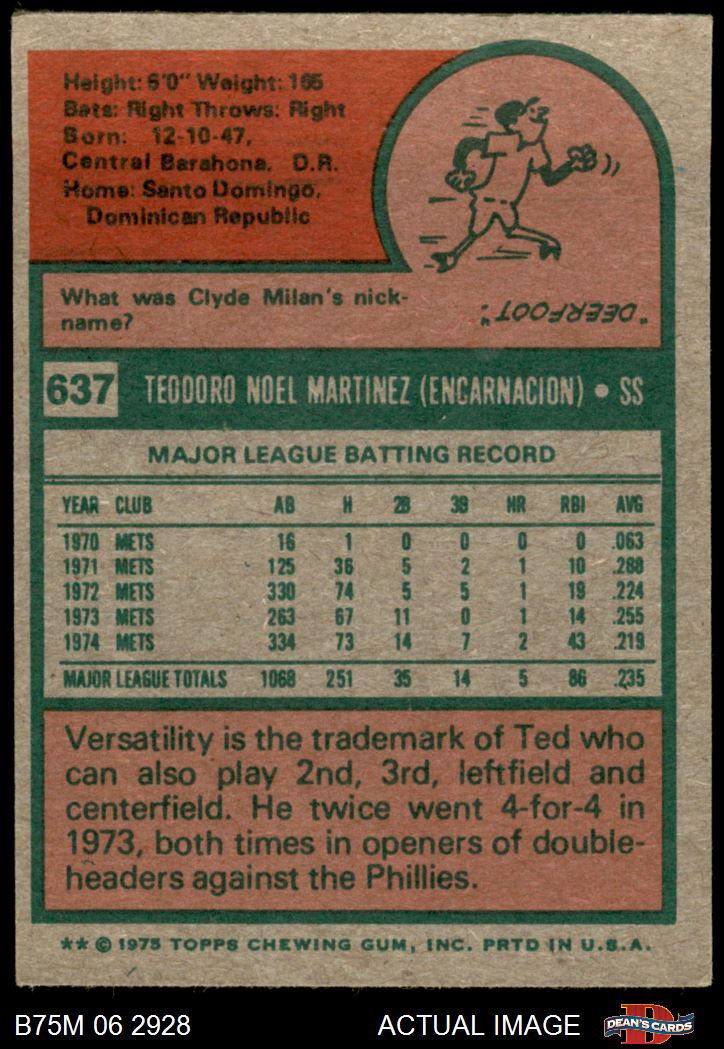 Height: 6'0" Weight: 165
Bats: Right Throws: Right
Born: 12-10-47,
Central Barahona, D.R.
Home: Santo Domingo,
Dominican Republic
What was Clyde Milan's nick-
name?
"DEERFOOT."
637 TEODORO NOEL MARTINEZ (ENCARNACION) • SS
MAJOR LEAGUE BATTING RECORD
YEAR CLUB AB H 2B 3B HR RBI AVG
1970 METS 16 1 0 0 0 0 .063
1971 METS 125 36 5 2 1 10 .288
1972 METS 330 74 5 5 1 19 .224
1973 METS 263 67 11 0 1 14 .255
1974 METS 334 73 14 7 2 43 .219
MAJOR LEAGUE TOTALS 1068 251 35 14 5 86 .235
Versatility is the trademark of Ted who
can also play 2nd, 3rd, leftfield and
centerfield. He twice went 4-for-4 in
1973, both times in openers of double-
headers against the Phillies.
** © 1975 TOPPS CHEWING GUM, INC. PRTD IN U.S.A.
B75M 06 2928 ACTUAL IMAGE D DEAN'S CARDS